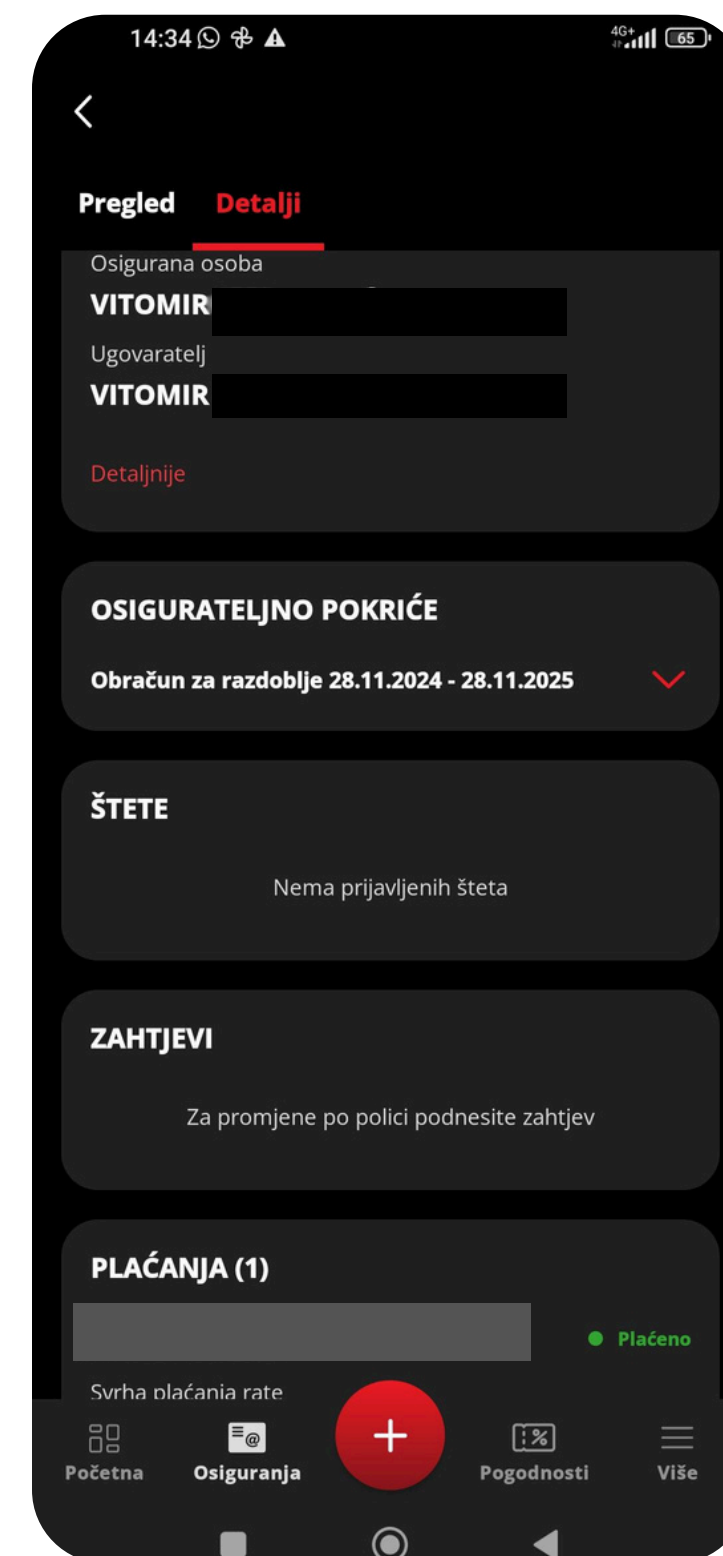 14:34
4G+
65
Pregled Detalji
Osigurana osoba
VITOMIR
Ugovaratelj
VITOMIR
Detaljnije
OSIGURATELJNO POKRIĆE
Obračun za razdoblje 28.11.2024 - 28.11.2025
ŠTETE
Nema prijavljenih šteta
ZAHTJEVI
Za promjene po polici podnesite zahtjev
PLAĆANJA (1)
Plaćeno
Svrha plaćanja rate
Početna Osiguranja Pogodnosti Više